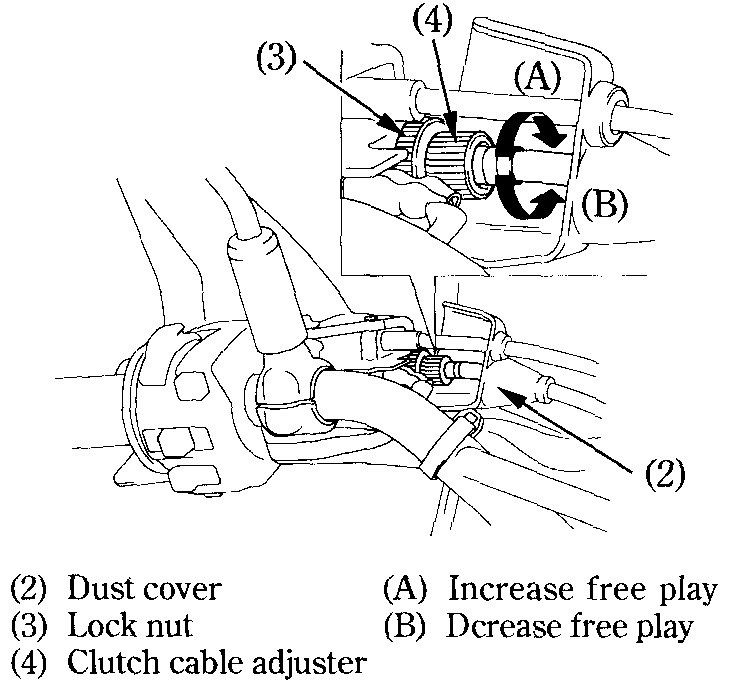 (4)
(3)
(A)
(B)
(2)
(2) Dust cover
(3) Lock nut
(4) Clutch cable adjuster
(A) Increase free play
(B) Dcrease free play